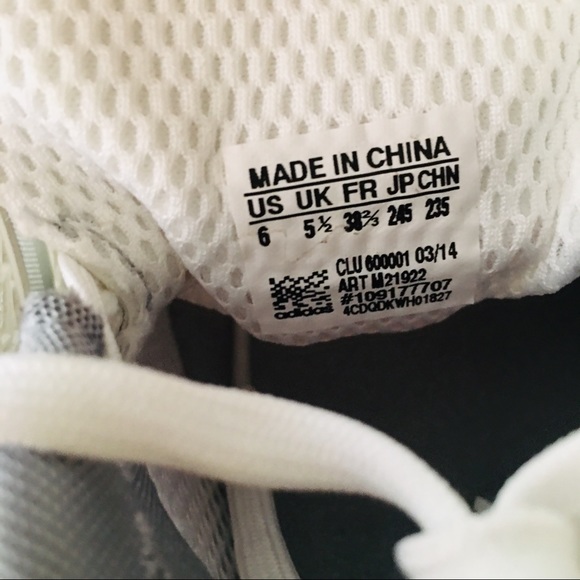 MADE IN CHINA
US UK FR JP CHN
6 5½ 38⅔ 245 235
CLU 600001 03/14
ART M21922
#109177707
adidas 4CDQDKWH01827